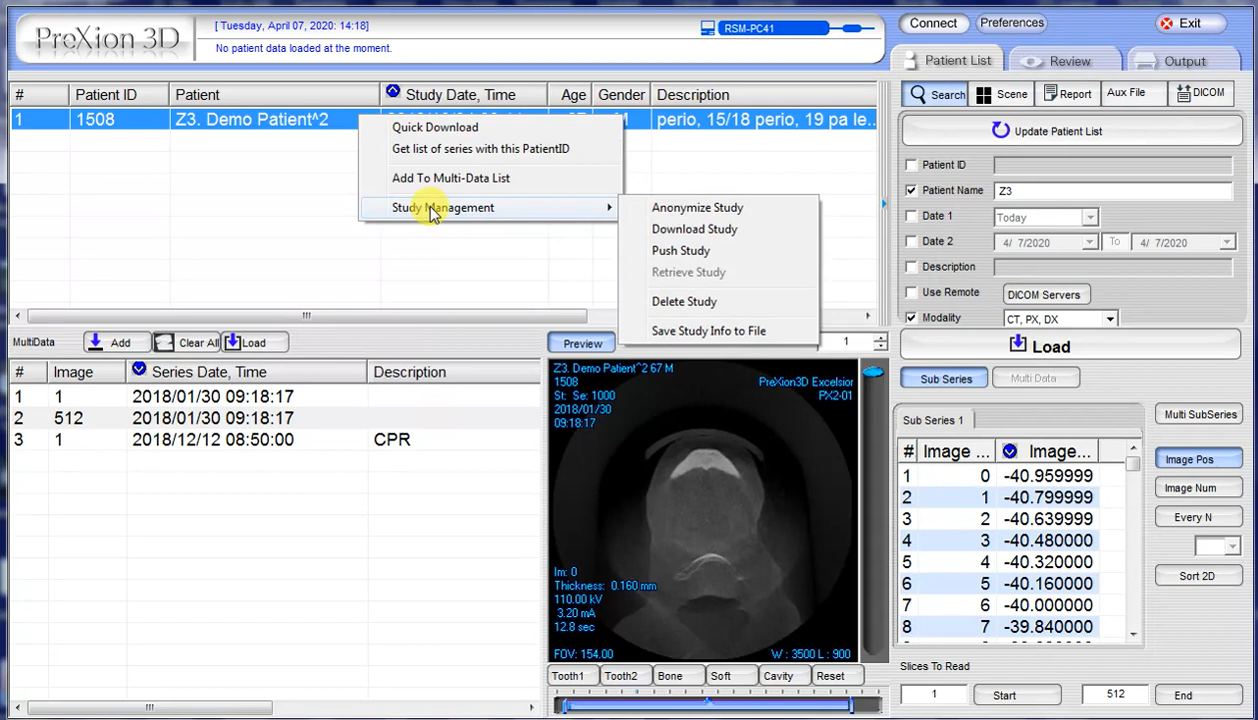 PreXion 3D
[ Tuesday, April 07, 2020: 14:18]
No patient data loaded at the moment.
RSM-PC41
Connect
Preferences
Exit
Patient List
Review
Output
# Patient ID Patient Study Date, Time Age Gender Description
1 1508 Z3. Demo Patient^2 perio, 15/18 perio, 19 pa le...
Quick Download
Get list of series with this PatientID
Add To Multi-Data List
Study Management
Anonymize Study
Download Study
Push Study
Retrieve Study
Delete Study
Save Study Info to File
Search
Scene
Report
Aux File
DICOM
Update Patient List
Patient ID
Patient Name Z3
Date 1 Today
Date 2 4/ 7/2020 To 4/ 7/2020
Description
Use Remote DICOM Servers
Modality CT, PX, DX
MultiData Add Clear All Load
Preview
1
Load
# Image Series Date, Time Description
1 1 2018/01/30 09:18:17
2 512 2018/01/30 09:18:17
3 1 2018/12/12 08:50:00 CPR
Z3. Demo Patient^2 67 M
1508
St: Se: 1000
2018/01/30
09:18:17
PreXion3D Excelsior
PX2-01
Im: 0
Thickness: 0.160 mm
110.00 kV
3.20 mA
12.8 sec
FOV: 154.00
W : 3500 L : 900
Tooth1 Tooth2 Bone Soft Cavity Reset
Sub Series
Multi Data
Sub Series 1
# Image ... Image...
1 0 -40.959999
2 1 -40.799999
3 2 -40.639999
4 3 -40.480000
5 4 -40.320000
6 5 -40.160000
7 6 -40.000000
8 7 -39.840000
Multi SubSeries
Image Pos
Image Num
Every N
Sort 2D
Slices To Read
1 Start 512 End